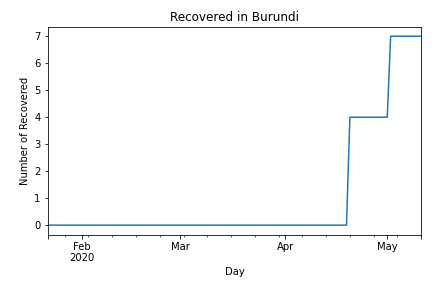 Recovered in Burundi
Number of Recovered
7
6
5
4
3
2
1
0
Feb
2020
Mar
Apr
May
Day